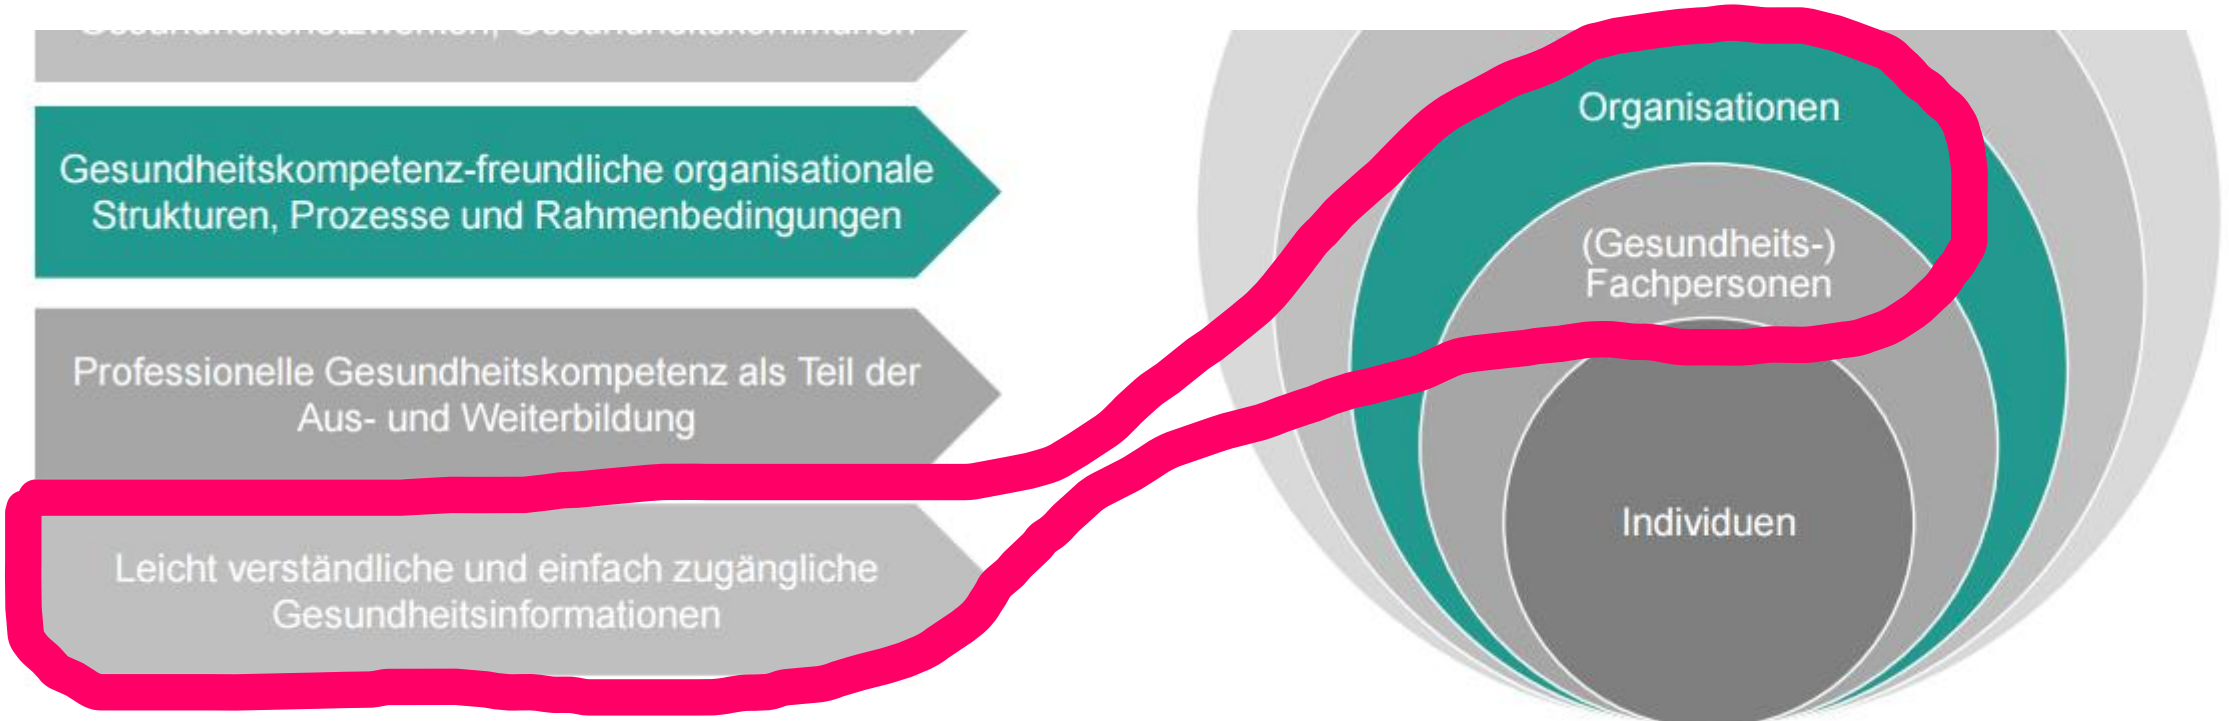 Gesundheitskompetenz-freundliche organisationale
Strukturen, Prozesse und Rahmenbedingungen
Professionelle Gesundheitskompetenz als Teil der
Aus- und Weiterbildung
Leicht verständliche und einfach zugängliche
Gesundheitsinformationen
Organisationen
(Gesundheits-)
Fachpersonen
Individuen